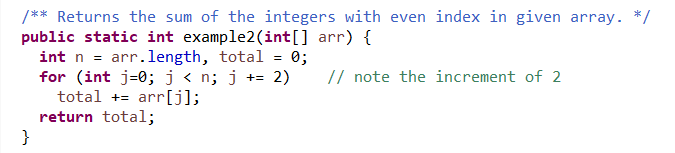 /** Returns the sum of the integers with even index in given array. */
public static int example2(int[] arr) {
  int n = arr.length, total = 0;
  for (int j=0; j < n; j += 2)    // note the increment of 2
    total += arr[j];
  return total;
}